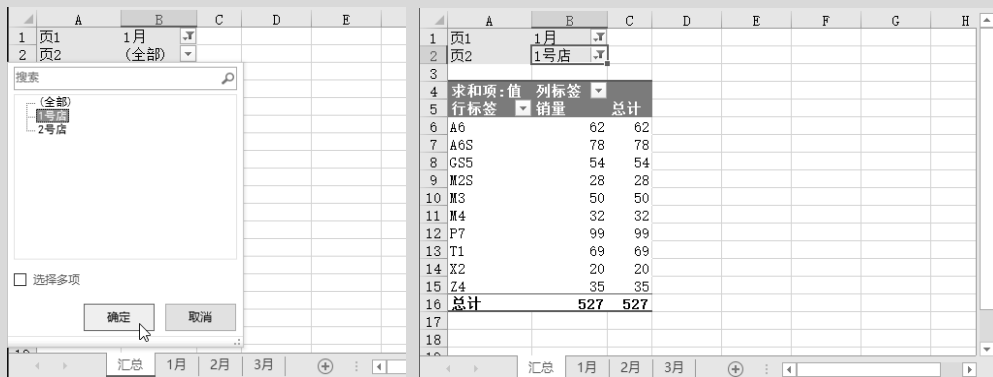 A B C D E
1 页1 1月
2 页2 (全部)
搜索
(全部)
1号店
2号店
选择多项
确定 取消
汇总 1月 2月 3月
A B C D E F G H
1 页1 1月
2 页2 1号店
3
4 求和项:值 列标签
5 行标签 销量 总计
6 A6 62 62
7 A6S 78 78
8 GS5 54 54
9 M2S 28 28
10 M3 50 50
11 M4 32 32
12 P7 99 99
13 T1 69 69
14 X2 20 20
15 Z4 35 35
16 总计 527 527
17
18
汇总 1月 2月 3月